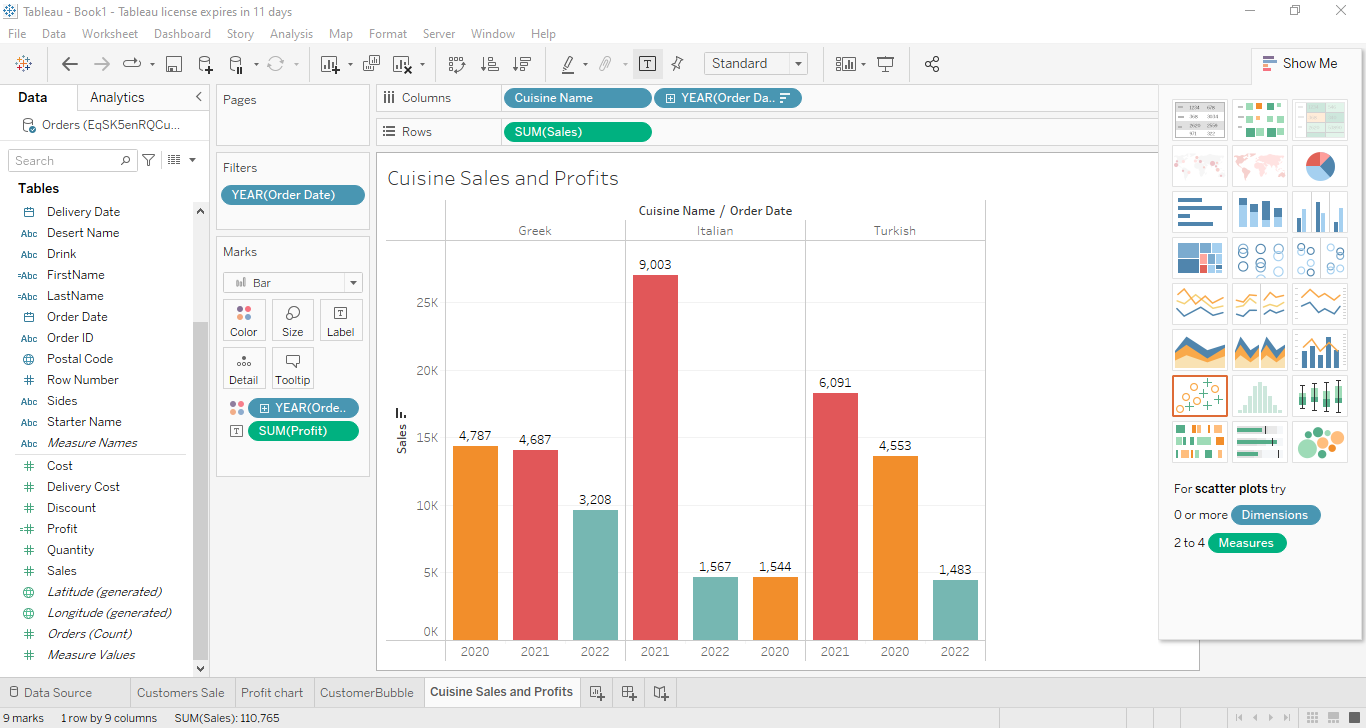 Tableau - Book1 - Tableau license expires in 11 days
File Data Worksheet Dashboard Story Analysis Map Format Server Window Help
Standard
Show Me
Data Analytics
Orders (EqSK5enRQCu...
Search
Tables
Delivery Date
Abc Desert Name
Abc Drink
=Abc FirstName
=Abc LastName
Order Date
Abc Order ID
Postal Code
# Row Number
Abc Sides
Abc Starter Name
Abc Measure Names
# Cost
# Delivery Cost
# Discount
=# Profit
# Quantity
# Sales
Latitude (generated)
Longitude (generated)
# Orders (Count)
# Measure Values
Pages
Filters
YEAR(Order Date)
Marks
Bar
Color Size Label
Detail Tooltip
YEAR(Orde..
SUM(Profit)
Columns Cuisine Name YEAR(Order Da..
Rows SUM(Sales)
Cuisine Sales and Profits
Cuisine Name / Order Date
Greek Italian Turkish
Sales
25K
20K
15K
10K
5K
0K
4,787 4,687 3,208 9,003 1,567 1,544 6,091 4,553 1,483
2020 2021 2022 2021 2022 2020 2021 2020 2022
For scatter plots try
0 or more Dimensions
2 to 4 Measures
Data Source Customers Sale Profit chart CustomerBubble Cuisine Sales and Profits
9 marks 1 row by 9 columns SUM(Sales): 110,765